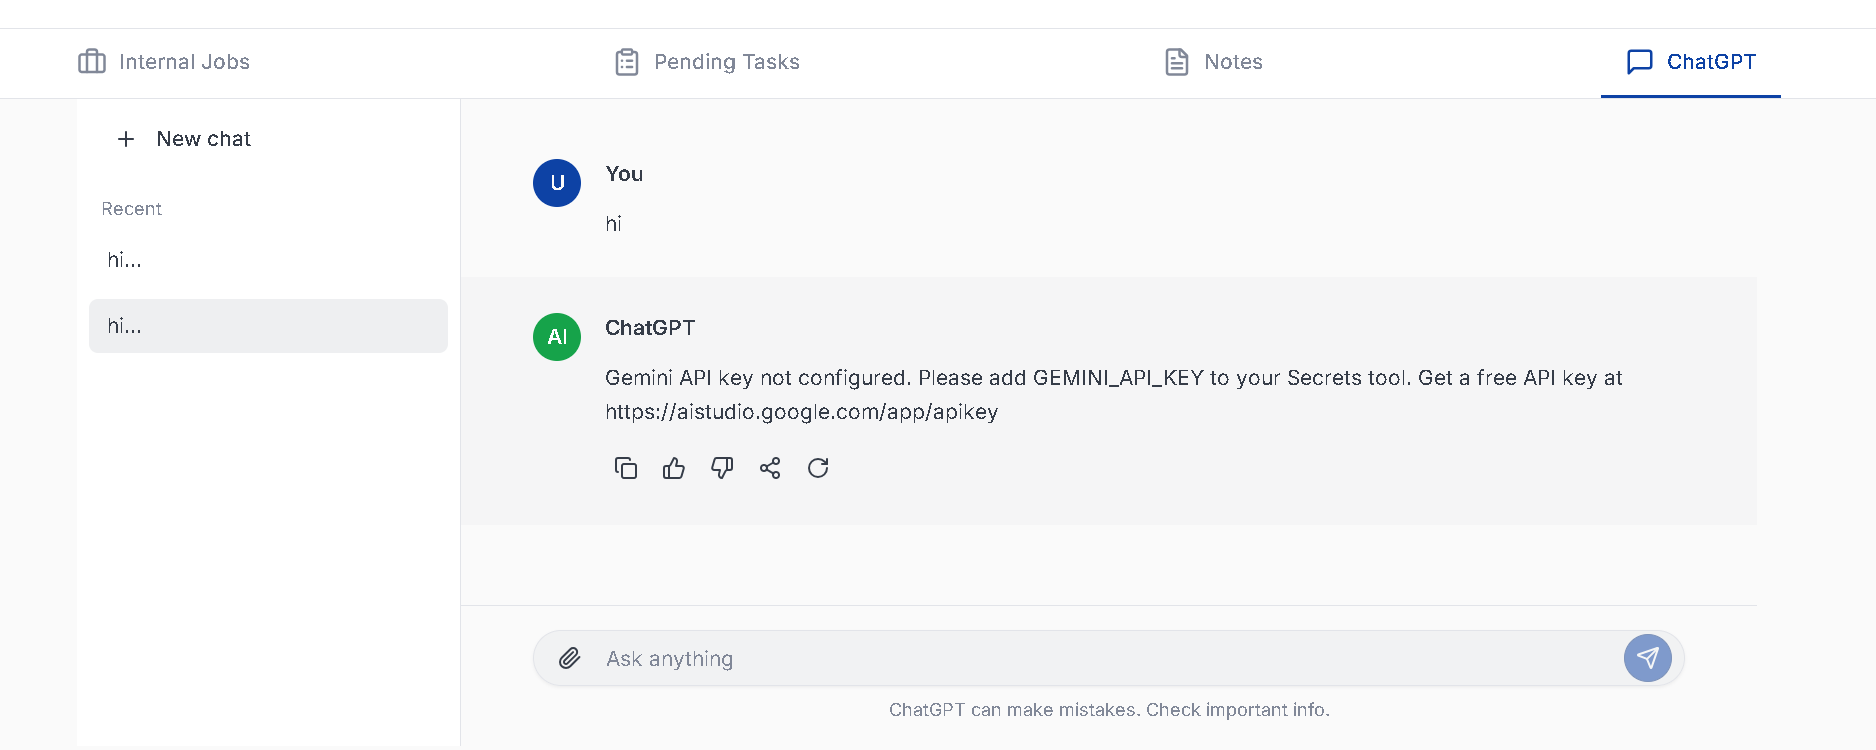 Internal Jobs
Pending Tasks
Notes
ChatGPT
New chat
Recent
hi...
hi...
U
You
hi
AI
ChatGPT
Gemini API key not configured. Please add GEMINI_API_KEY to your Secrets tool. Get a free API key at
https://aistudio.google.com/app/apikey
Ask anything
ChatGPT can make mistakes. Check important info.